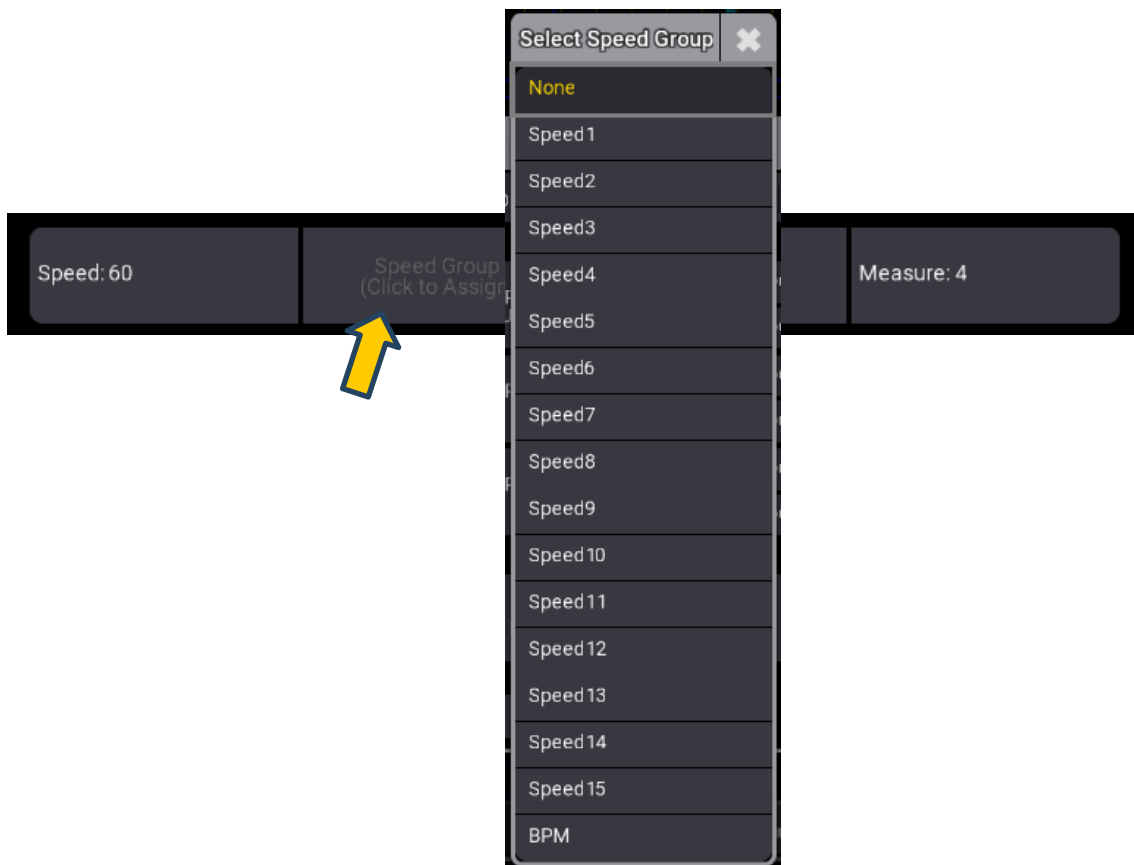 Select Speed Group
None
Speed1
Speed2
Speed3
Speed4
Speed5
Speed6
Speed7
Speed8
Speed9
Speed10
Speed11
Speed12
Speed13
Speed14
Speed15
BPM
Speed: 60
Speed Group
(Click to Assign
Measure: 4